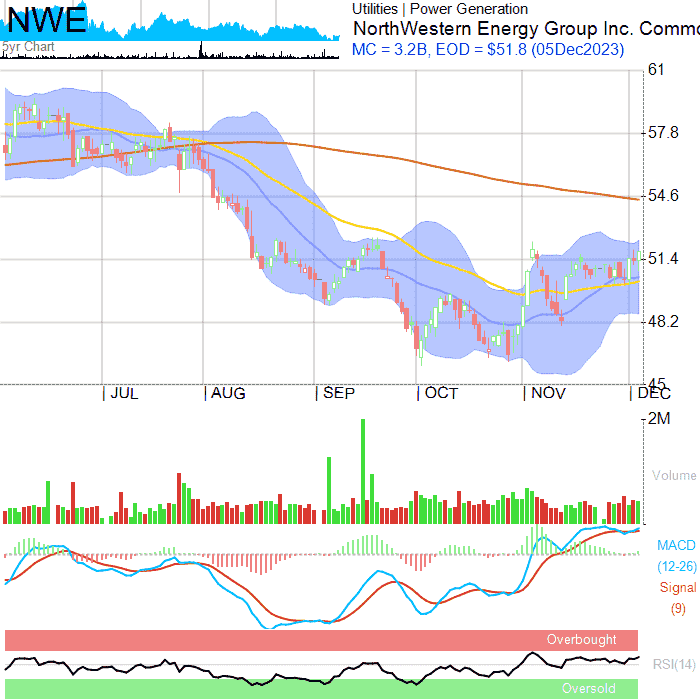 NWE
5yr Chart
Utilities | Power Generation
NorthWestern Energy Group Inc. Commo
MC = 3.2B, EOD = $51.8 (05Dec2023)
61
57.8
54.6
51.4
48.2
45
JUL
AUG
SEP
OCT
NOV
DEC
2M
Volume
MACD
(12-26)
Signal
(9)
Overbought
RSI(14)
Oversold